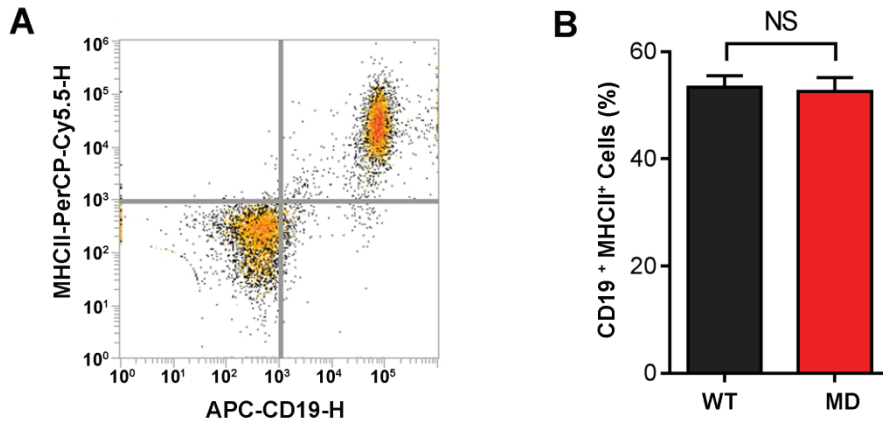 A
MHCII-PerCP-Cy5.5-H
10⁶
10⁵
10⁴
10³
10²
10¹
10⁰
10⁰ 10¹ 10² 10³ 10⁴ 10⁵
APC-CD19-H
B
NS
CD19 ⁺ MHCII⁺ Cells (%)
60
40
20
0
WT MD